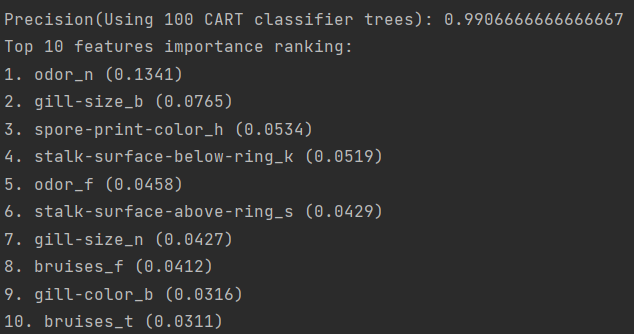 Precision(Using 100 CART classifier trees): 0.9906666666666667
Top 10 features importance ranking:
1. odor_n (0.1341)
2. gill-size_b (0.0765)
3. spore-print-color_h (0.0534)
4. stalk-surface-below-ring_k (0.0519)
5. odor_f (0.0458)
6. stalk-surface-above-ring_s (0.0429)
7. gill-size_n (0.0427)
8. bruises_f (0.0412)
9. gill-color_b (0.0316)
10. bruises_t (0.0311)